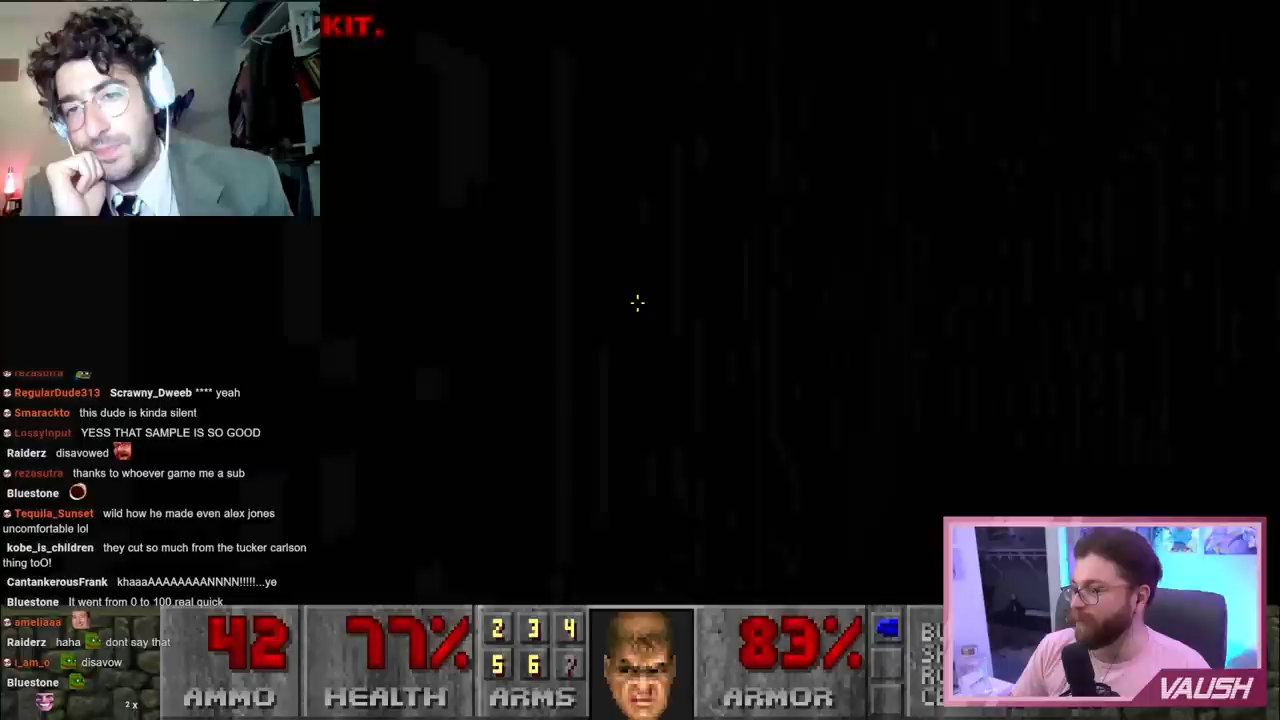 KIT.
rezasutra
RegularDude313 Scrawny_Dweeb **** yeah
Smarackto this dude is kinda silent
LossyInput YESS THAT SAMPLE IS SO GOOD
Raiderz disavowed
rezasutra thanks to whoever game me a sub
Bluestone
Tequila_Sunset wild how he made even alex jones
uncomfortable lol
kobe_is_children they cut so much from the tucker carlson
thing toO!
CantankerousFrank khaaaAAAAAAAANNNN!!!!!...ye
Bluestone It went from 0 to 100 real quick
ameliaaa
Raiderz haha dont say that
i_am_o disavow
Bluestone
2 x
42 77% 2 3 4 5 6 7 83%
AMMO HEALTH ARMS ARMOR
VAUSH